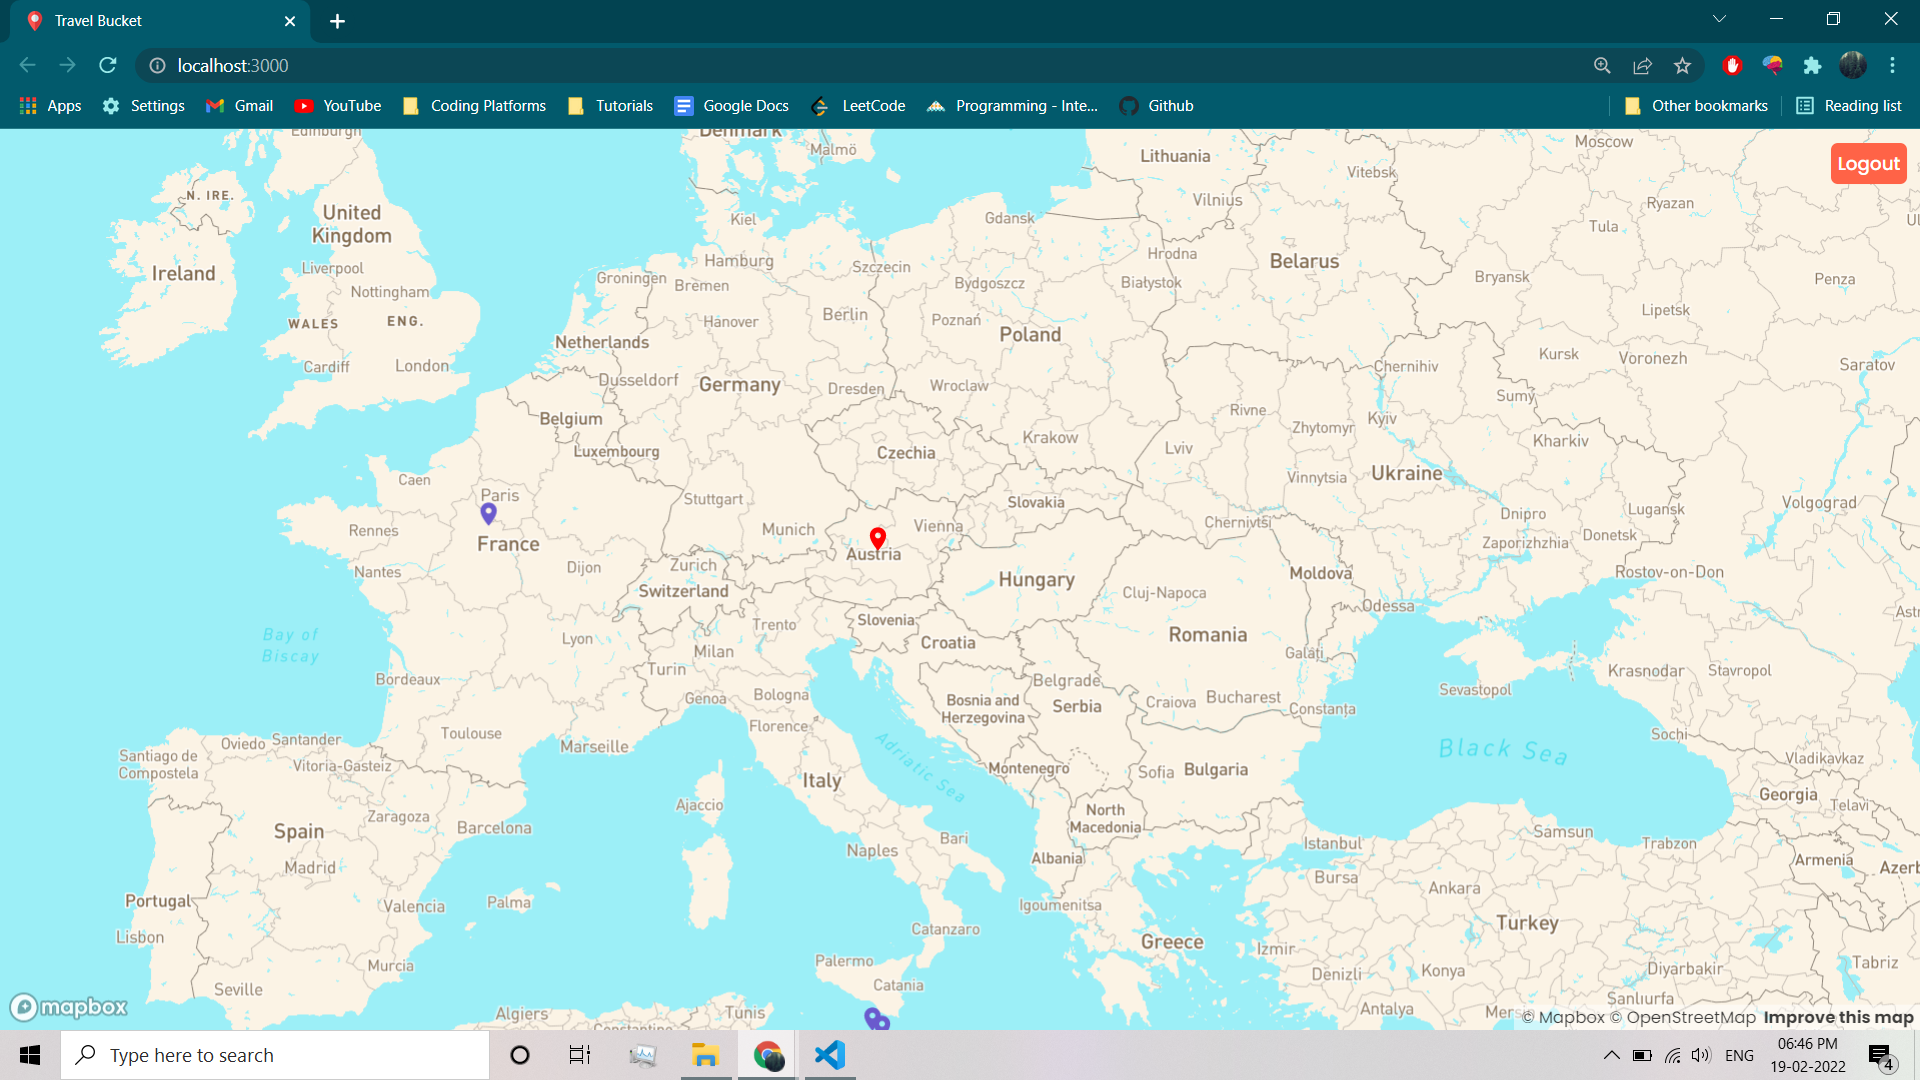 Travel Bucket
localhost:3000
Apps
Settings
Gmail
YouTube
Coding Platforms
Tutorials
Google Docs
LeetCode
Programming - Inte...
Github
Other bookmarks
Reading list
Logout
Edinburgh
Denmark
Malmö
Lithuania
Moscow
Vitebsk
N. IRE.
Vilnius
Ryazan
United
Kingdom
Kiel
Gdansk
Tula
Ireland
Liverpool
Hamburg
Szczecin
Hrodna
Belarus
Groningen
Bremen
Bydgoszcz
Białystok
Bryansk
Penza
Nottingham
WALES
ENG.
Hanover
Berlin
Poznań
Lipetsk
Netherlands
Poland
Cardiff
London
Dusseldorf
Germany
Dresden
Wroclaw
Chernihiv
Kursk
Voronezh
Saratov
Belgium
Rivne
Zhytomyr
Kyiv
Sumy
Luxembourg
Czechia
Krakow
Lviv
Kharkiv
Caen
Paris
Stuttgart
Slovakia
Vinnytsia
Ukraine
Volgograd
Rennes
France
Munich
Vienna
Chernivtsi
Dnipro
Luhansk
Austria
Zaporizhzhia
Donetsk
Nantes
Dijon
Zurich
Switzerland
Hungary
Cluj-Napoca
Moldova
Rostov-on-Don
Odessa
Astr
Bay of
Biscay
Lyon
Trento
Slovenia
Croatia
Romania
Milan
Turin
Galați
Krasnodar
Stavropol
Bordeaux
Genoa
Bologna
Bosnia and
Herzegovina
Belgrade
Serbia
Craiova
Bucharest
Constanța
Sevastopol
Florence
Santiago de
Compostela
Oviedo
Santander
Vitoria-Gasteiz
Toulouse
Marseille
Adriatic Sea
Montenegro
Sofia
Bulgaria
Black Sea
Sochi
Vladikavkaz
Italy
Ajaccio
North
Macedonia
Georgia
Telavi
Spain
Zaragoza
Barcelona
Naples
Bari
Albania
Istanbul
Samsun
Trabzon
Madrid
Bursa
Ankara
Armenia
Azerb
Portugal
Valencia
Palma
Igoumenitsa
Turkey
Lisbon
Catanzaro
Greece
Izmir
Murcia
Palermo
Denizli
Konya
Diyarbakir
Tabriz
Seville
Catania
Algiers
Tunis
Antalya
Mers
Sanlıurfa
Constantine
mapbox
© Mapbox © OpenStreetMap Improve this map
Type here to search
ENG
06:46 PM
19-02-2022
4